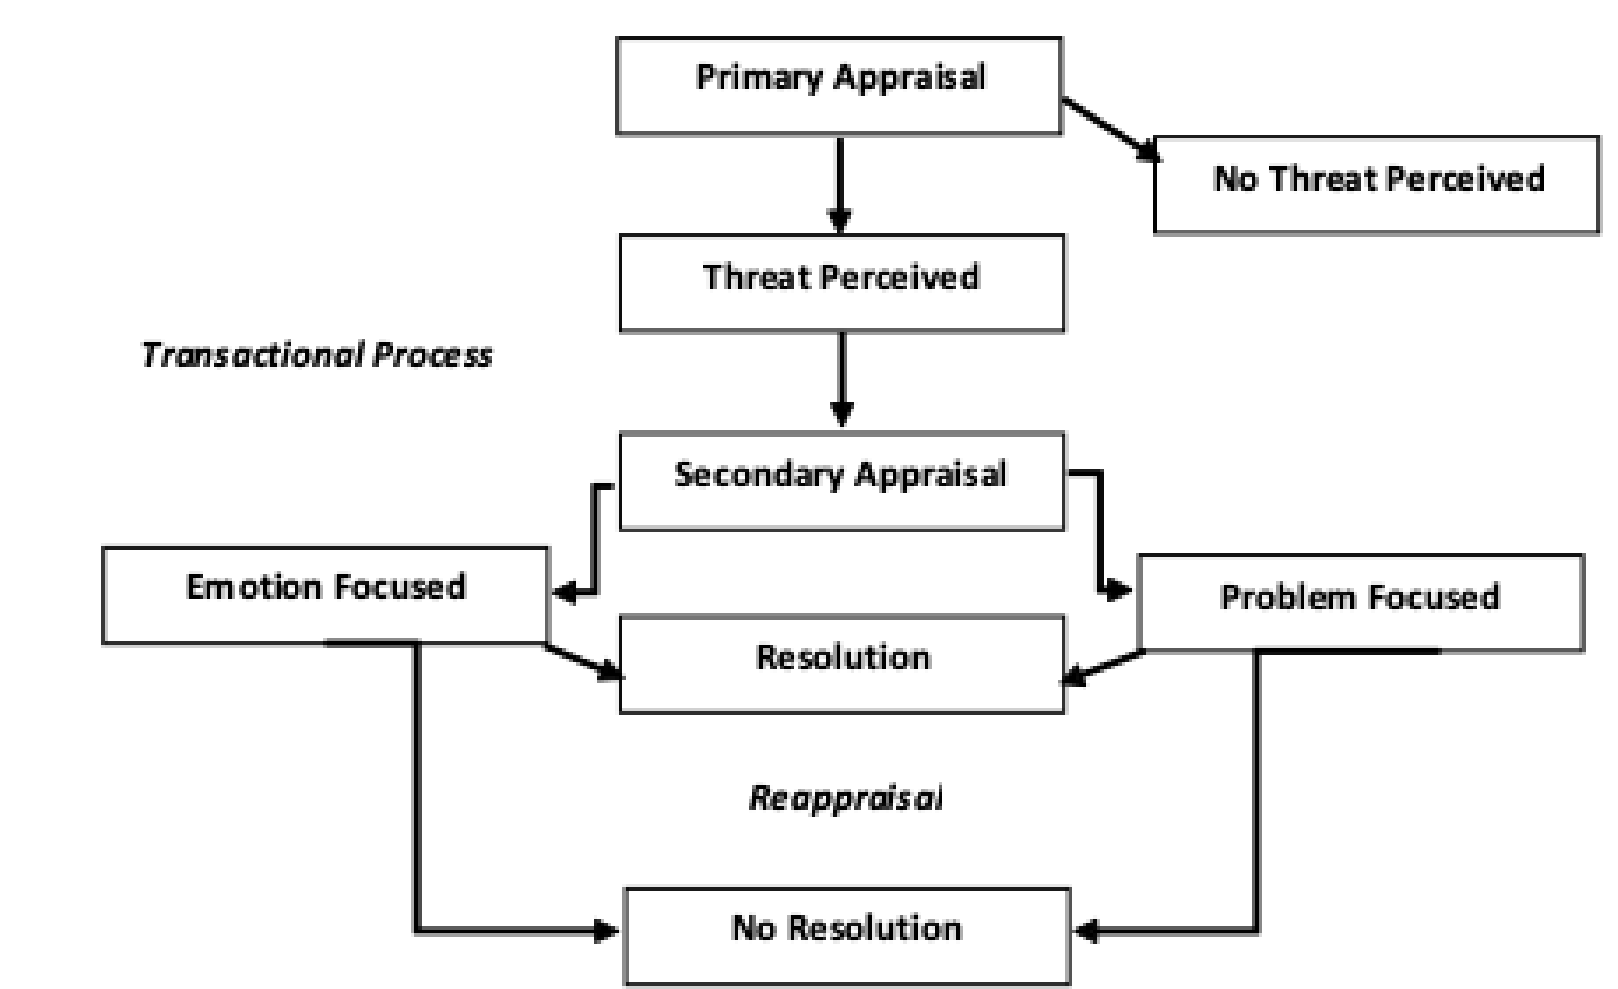 Primary Appraisal
No Threat Perceived
Threat Perceived
Transactional Process
Secondary Appraisal
Emotion Focused
Problem Focused
Resolution
Reappraisal
No Resolution